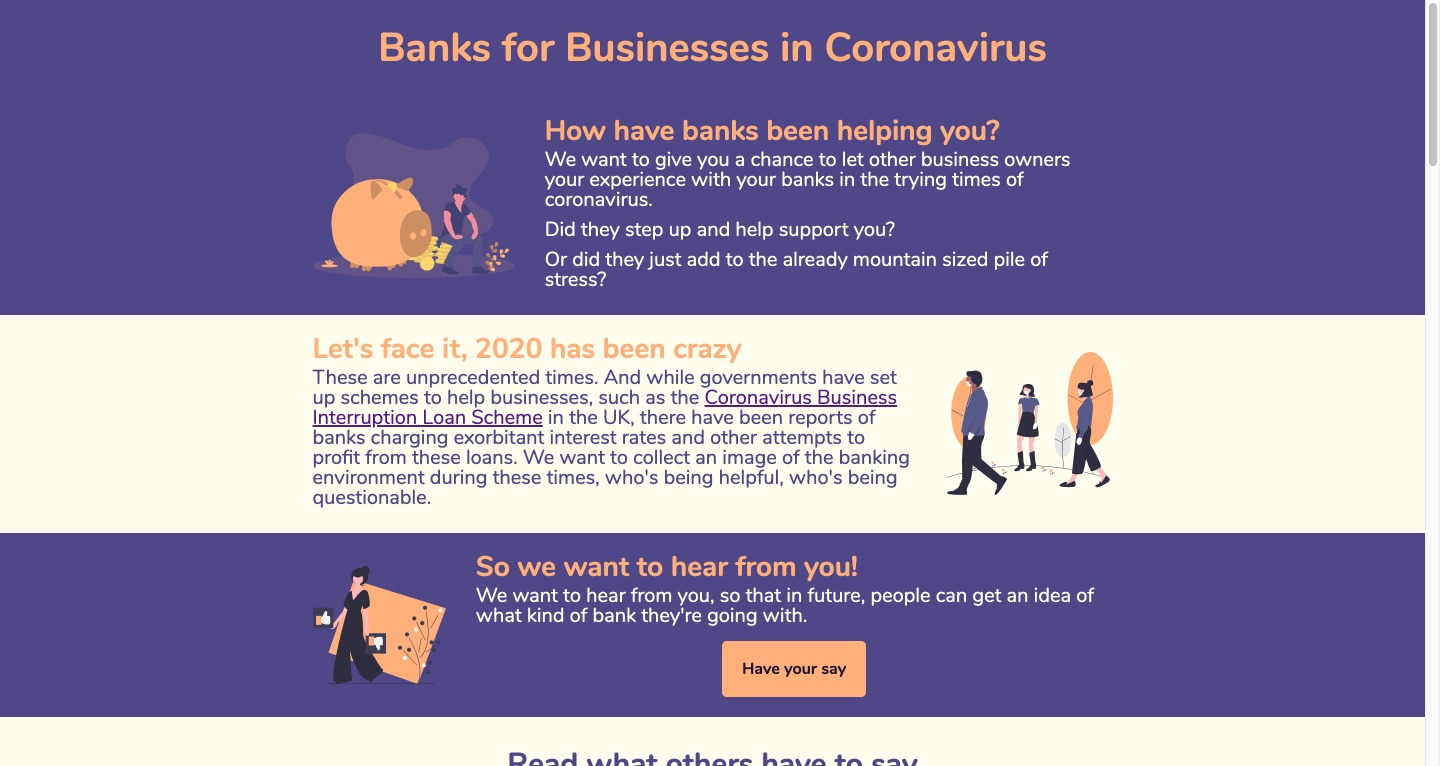 Banks for Businesses in Coronavirus
How have banks been helping you?
We want to give you a chance to let other business owners
your experience with your banks in the trying times of
coronavirus.
Did they step up and help support you?
Or did they just add to the already mountain sized pile of
stress?
Let's face it, 2020 has been crazy
These are unprecedented times. And while governments have set
up schemes to help businesses, such as the Coronavirus Business
Interruption Loan Scheme in the UK, there have been reports of
banks charging exorbitant interest rates and other attempts to
profit from these loans. We want to collect an image of the banking
environment during these times, who's being helpful, who's being
questionable.
So we want to hear from you!
We want to hear from you, so that in future, people can get an idea of
what kind of bank they're going with.
Have your say
Read what others have to say